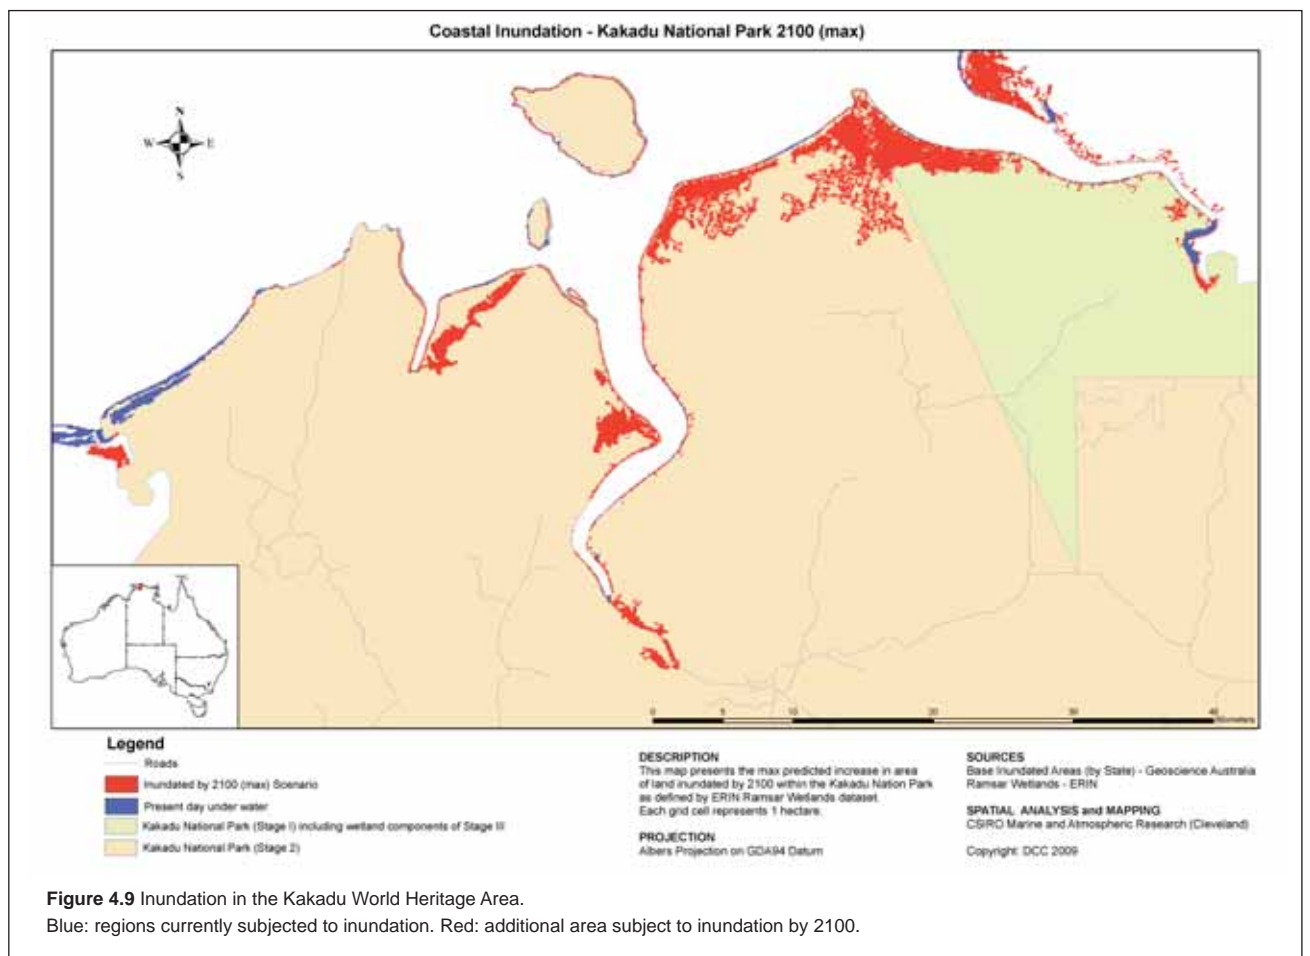 Coastal Inundation - Kakadu National Park 2100 (max)
N
W
E
S
0
5
10
20
30
40
Kilometers
Legend
Roads
Inundated by 2100 (max) Scenario
Present day under water
Kakadu National Park (Stage I) including wetland components of Stage III
Kakadu National Park (Stage 2)
DESCRIPTION
This map presents the max predicted increase in area
of land inundated by 2100 within the Kakadu Nation Park
as defined by ERIN Ramsar Wetlands dataset.
Each grid cell represents 1 hectare.
PROJECTION
Albers Projection on GDA94 Datum
SOURCES
Base Inundated Areas (by State) - Geoscience Australia
Ramsar Wetlands - ERIN
SPATIAL ANALYSIS and MAPPING
CSIRO Marine and Atmospheric Research (Cleveland)
Copyright: DCC 2009
Figure 4.9 Inundation in the Kakadu World Heritage Area.
Blue: regions currently subjected to inundation. Red: additional area subject to inundation by 2100.